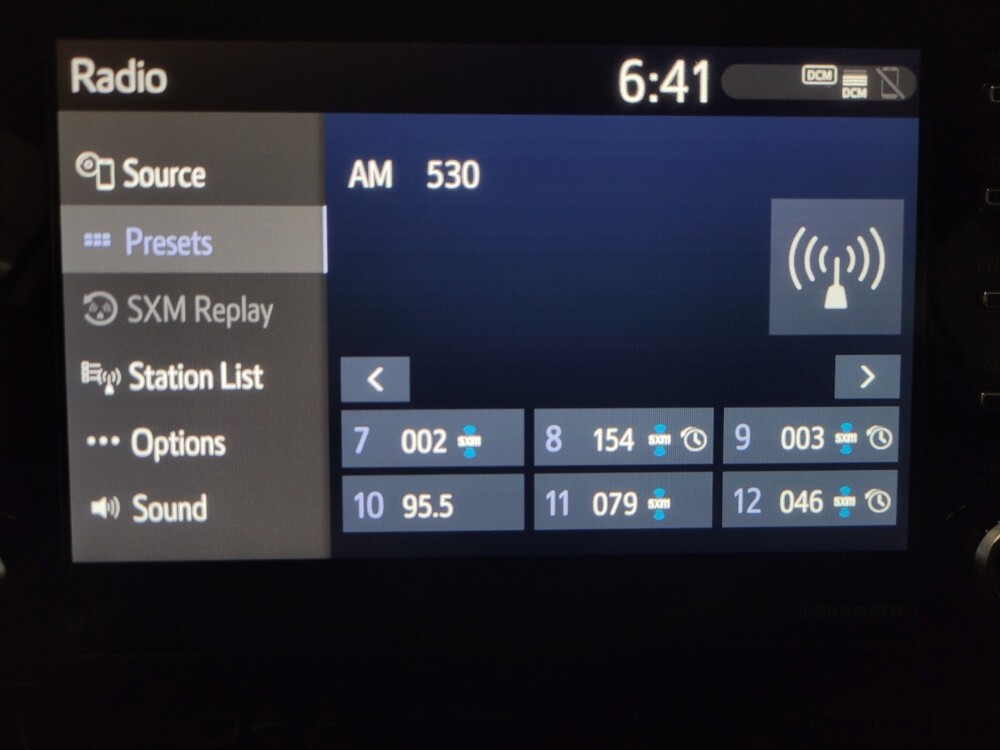 Radio
6:41
DCM
DCM
Source
Presets
SXM Replay
Station List
Options
Sound
AM 530
7 002 sxm
8 154 sxm
9 003 sxm
10 95.5
11 079 sxm
12 046 sxm